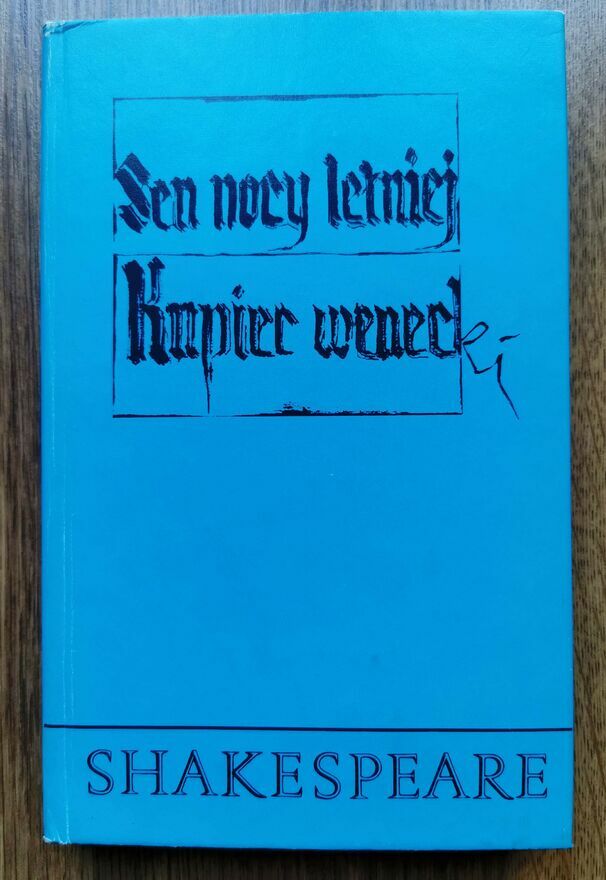 Sen nocy letniej
Kupiec wenecki
SHAKESPEARE